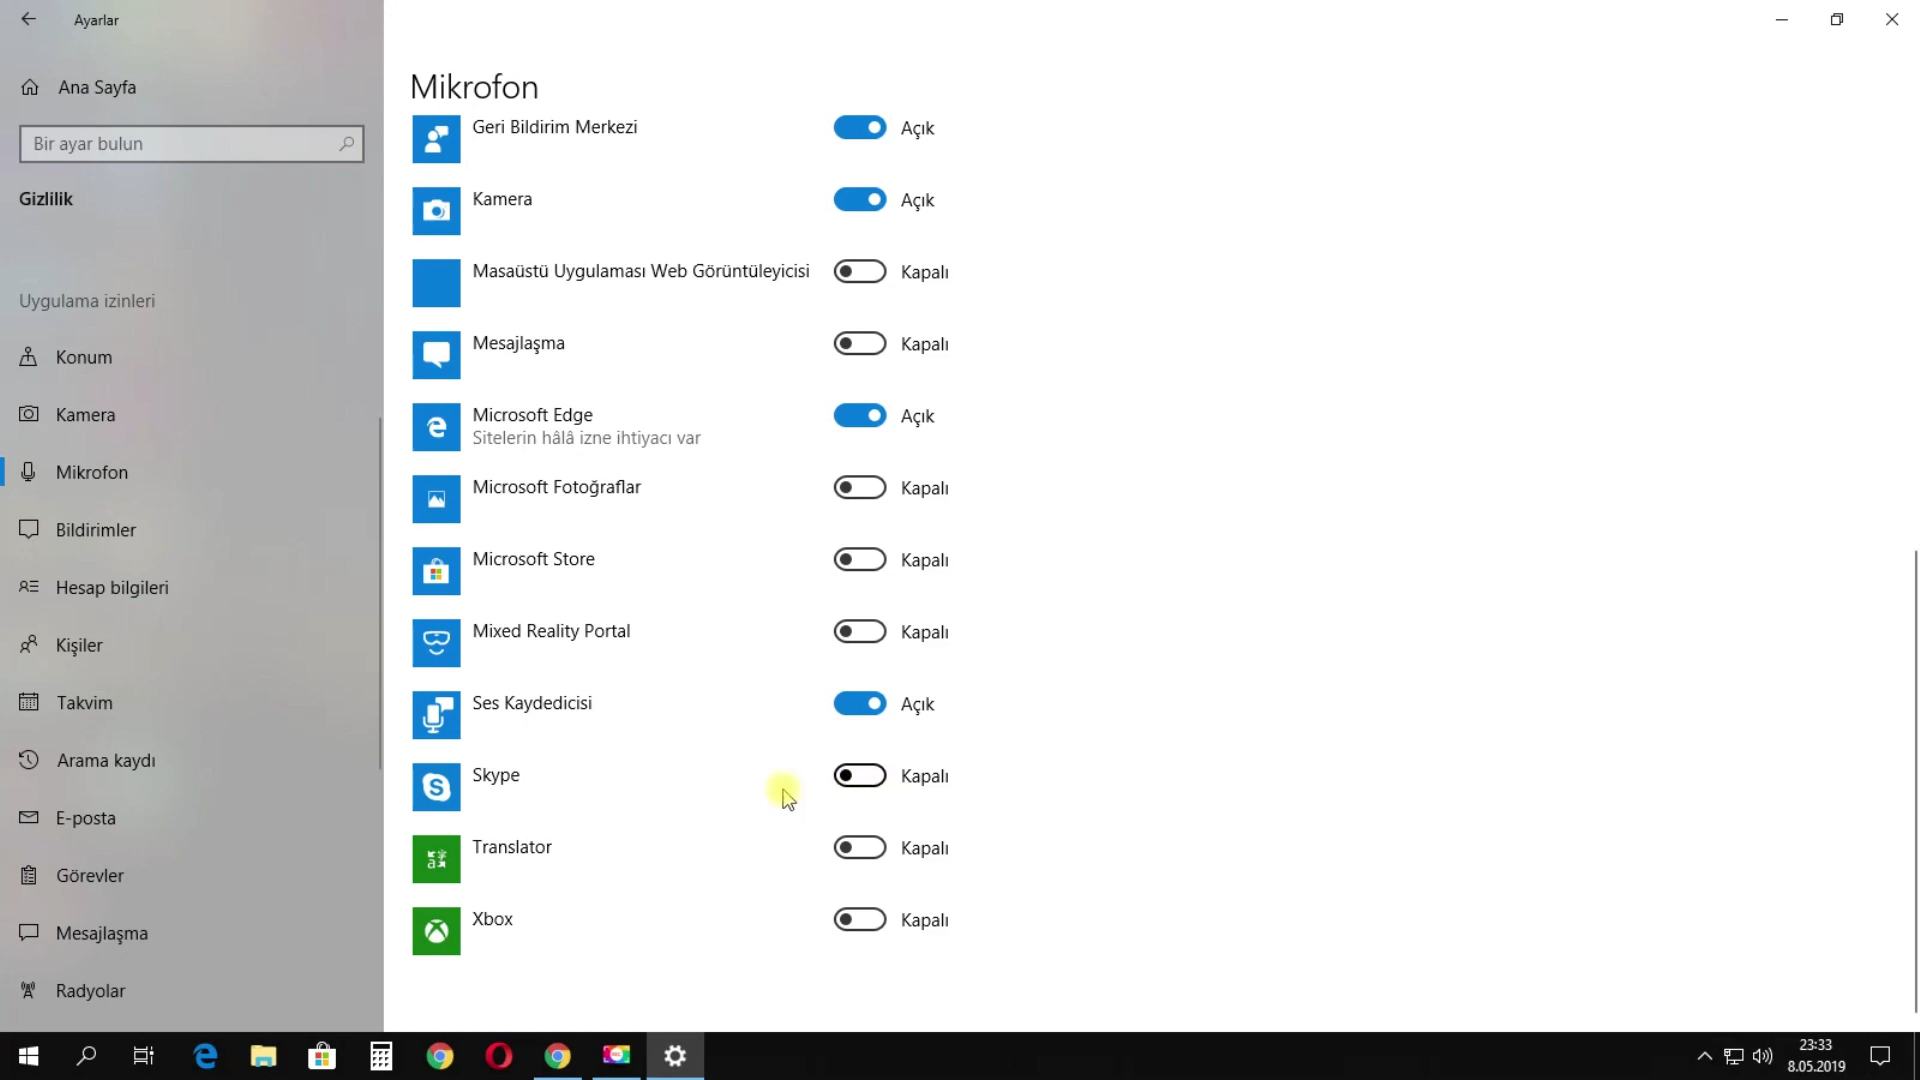 Ayarlar
Ana Sayfa
Bir ayar bulun
Gizlilik
Uygulama izinleri
Konum
Kamera
Mikrofon
Bildirimler
Hesap bilgileri
Kişiler
Takvim
Arama kaydı
E-posta
Görevler
Mesajlaşma
Radyolar
Mikrofon
Geri Bildirim Merkezi Açık
Kamera Açık
Masaüstü Uygulaması Web Görüntüleyicisi Kapalı
Mesajlaşma Kapalı
Microsoft Edge Açık
Sitelerin hâlâ izne ihtiyacı var
Microsoft Fotoğraflar Kapalı
Microsoft Store Kapalı
Mixed Reality Portal Kapalı
Ses Kaydedicisi Açık
Skype Kapalı
Translator Kapalı
Xbox Kapalı
23:33
8.05.2019